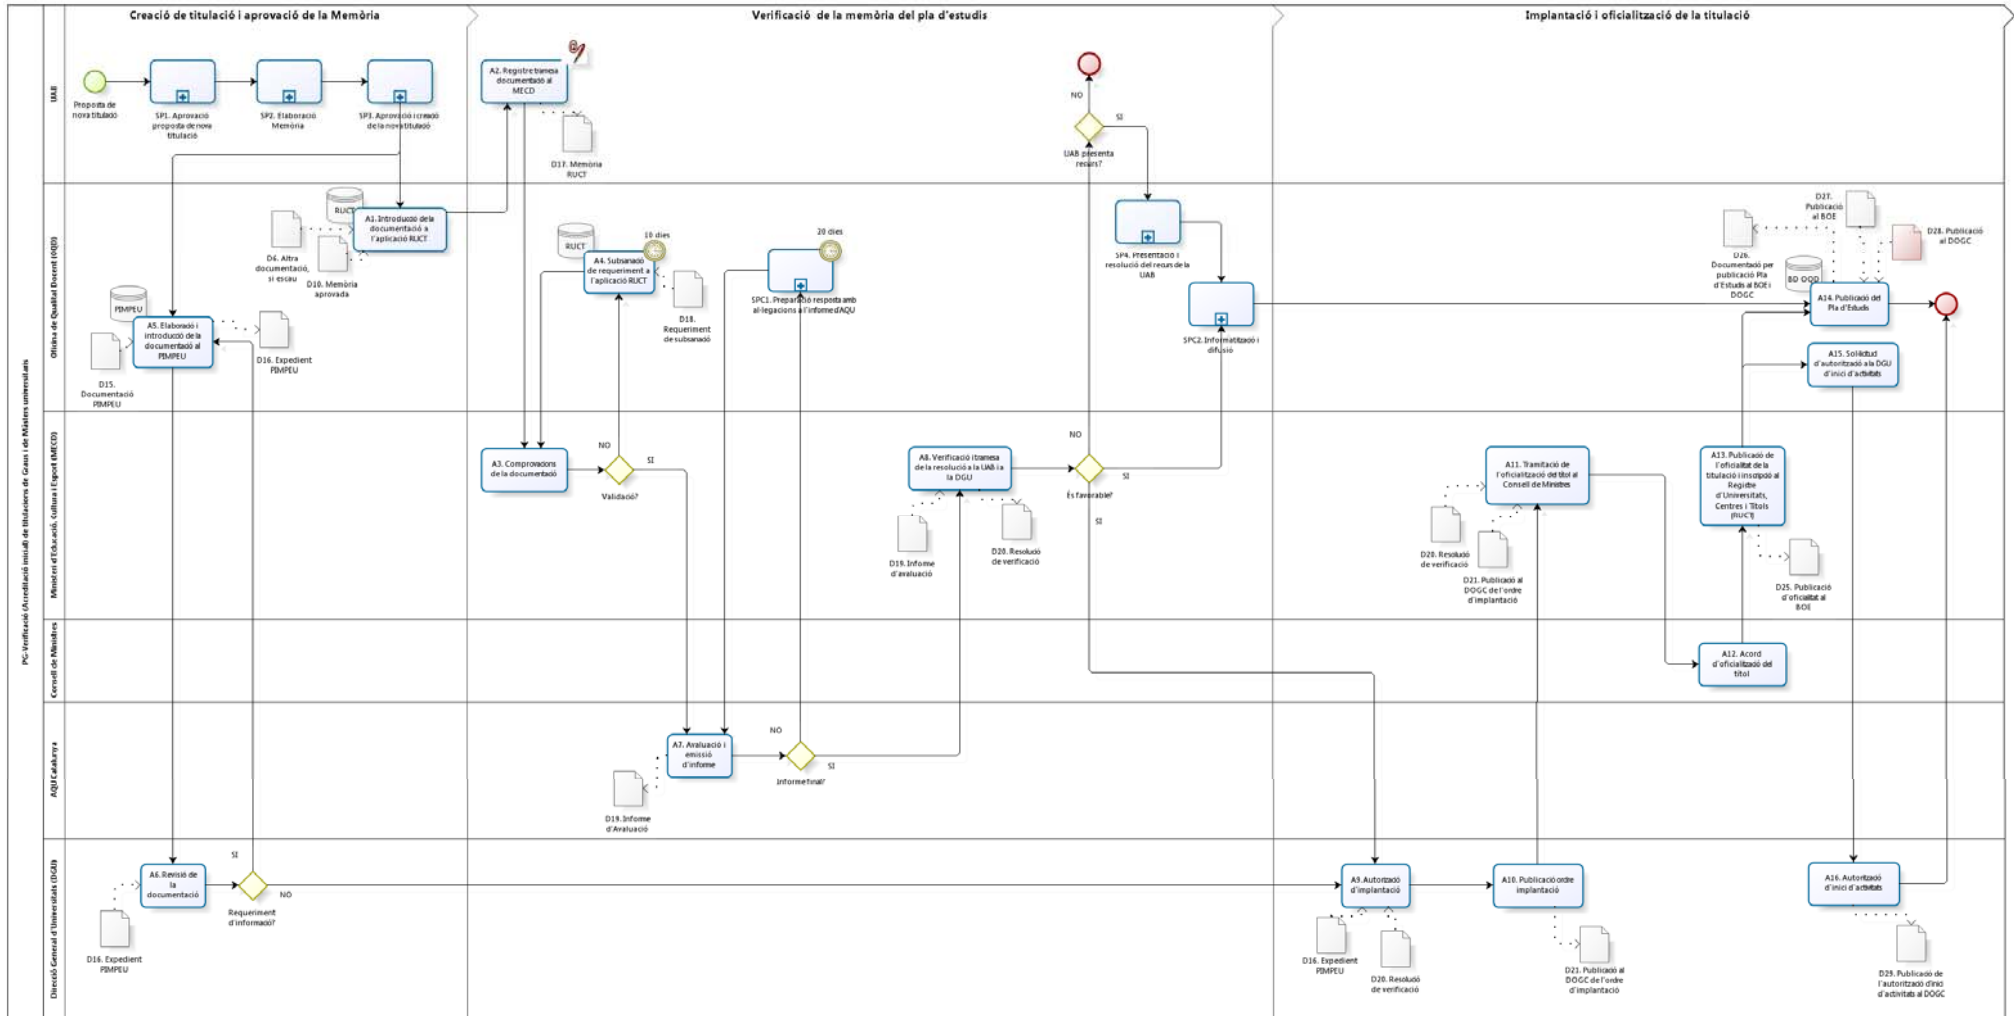 Creació de titulació i aprovació de la Memòria
Verificació de la memòria del pla d'estudis
Implantació i oficialització de la titulació
PG-Verificació (Acreditació inicial) de titulacions de Graus i de Màsters universitaris
UAB
Proposta de
nova titulació
SP1. Aprovació
proposta de nova
titulació
SP2. Elaboració
Memòria
SP3. Aprovació i creació
de la nova titulació
A2. Registre tramesa
documentació al
MECD
D17. Memòria
RUCT
NO
SI
UAB presenta
recurs?
Oficina de Qualitat Docent (OQD)
RUCT
A1. Introducció de la
documentació a
l'aplicació RUCT
D6. Altra
documentació,
si escau
D10. Memòria
aprovada
PIMPEU
A5. Elaboració i
introducció de la
documentació al
PIMPEU
D15.
Documentació
PIMPEU
D16. Expedient
PIMPEU
RUCT
10 dies
A4. Subsanació
de requeriment a
l'aplicació RUCT
D18.
Requeriment
de subsanació
20 dies
SPC1. Preparació resposta amb
al·legacions a l'informe d'AQU
SP4. Presentació i
resolució del recurs de la
UAB
SPC2. Informatització i
difusió
D26.
Documentació per
publicació Pla
d'Estudis al BOE i
DOGC
D27.
Publicació
al BOE
D28. Publicació
al DOGC
BD OQD
A14. Publicació del
Pla d'Estudis
A15. Sol·licitud
d'autorització a la DGU
d'inici d'activitats
Ministeri d'Educació, Cultura i Esport (MECD)
A3. Comprovacions
de la documentació
NO
SI
Validació?
A8. Verificació i tramesa
de la resolució a la UAB i a
la DGU
D19. Informe
d'avaluació
D20. Resolució
de verificació
NO
SI
És favorable?
SI
A11. Tramitació de
l'oficialització del títol al
Consell de Ministres
D20. Resolució
de verificació
D21. Publicació al
DOGC de l'ordre
d'implantació
A13. Publicació de
l'oficialitat de la
titulació i inscripció al
Registre
d'Universitats,
Centres i Títols
(RUCT)
D25. Publicació
d'oficialitat al
BOE
Consell de Ministres
A12. Acord
d'oficialització del
títol
AQU Catalunya
A7. Avaluació i
emissió
d'informe
NO
SI
Informe final?
D19. Informe
d'Avaluació
Direcció General d'Universitats (DGU)
A6. Revisió de
la
documentació
SI
NO
Requeriment
d'informació?
D16. Expedient
PIMPEU
A9. Autorització
d'implantació
D16. Expedient
PIMPEU
D20. Resolució
de verificació
A10. Publicació ordre
implantació
D21. Publicació al
DOGC de l'ordre
d'implantació
A16. Autorització
d'inici d'activitats
D29. Publicació de
l'autorització d'inici
d'activitats al DOGC